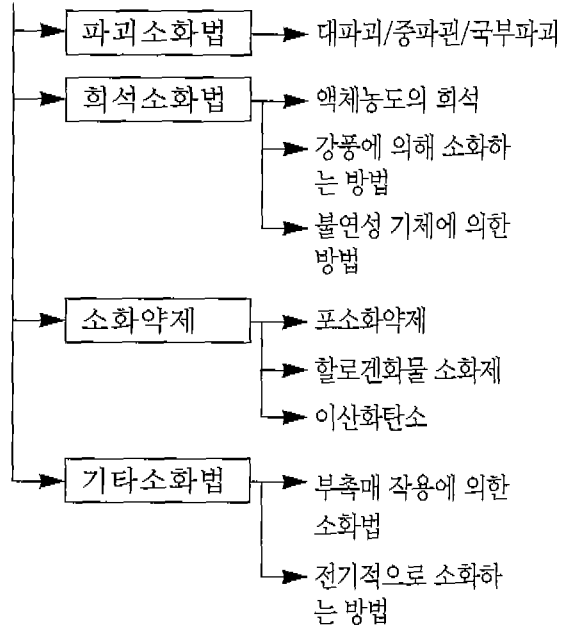 파괴소화법
대파괴/중파괸/국부파괴
희석소화법
액체농도의 희석
강풍에 의해 소화하
는 방법
불연성 기체에 의한
방법
소화약제
포소화약제
할로겐화물 소화제
이산화탄소
기타소화법
부촉매 작용에 의한
소화법
전기적으로 소화하
는 방법